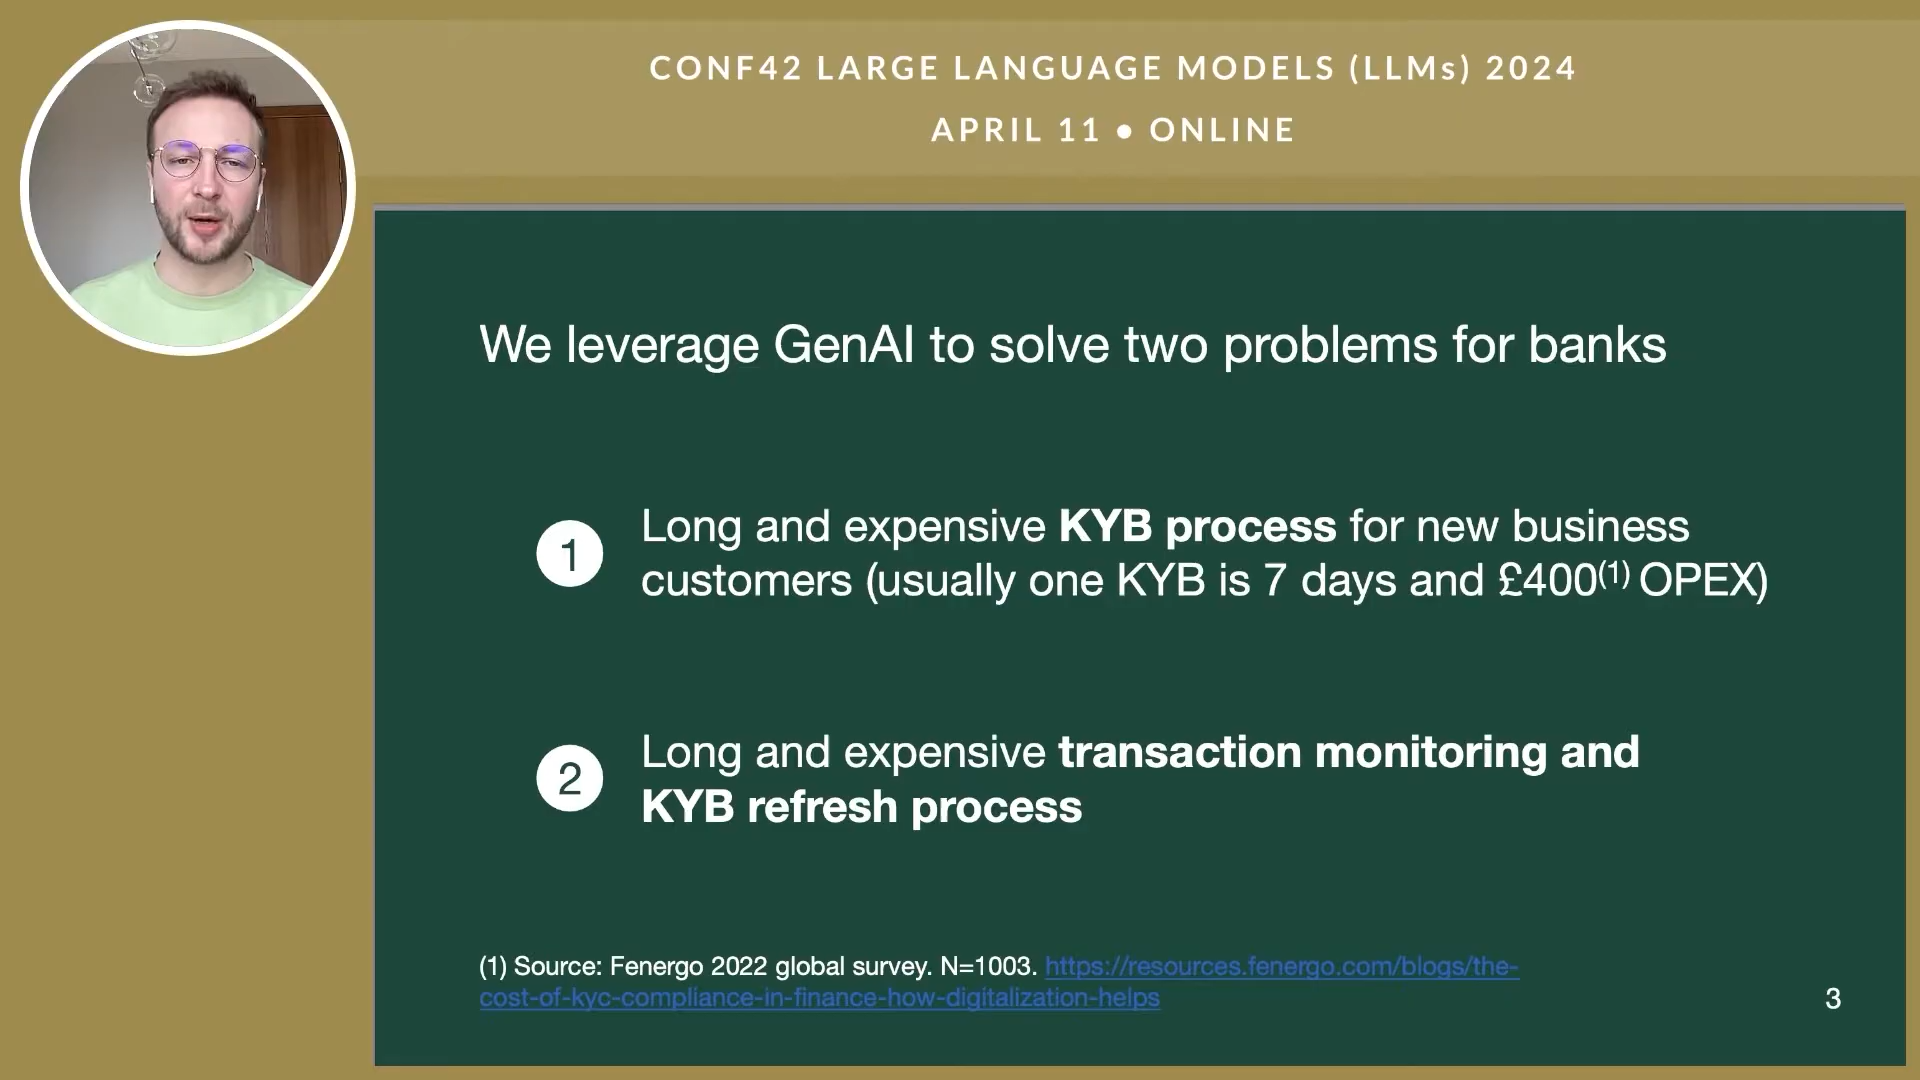 CONF42 LARGE LANGUAGE MODELS (LLMs) 2024
APRIL 11 ● ONLINE
We leverage GenAI to solve two problems for banks
1
Long and expensive KYB process for new business
customers (usually one KYB is 7 days and £400(1) OPEX)
2
Long and expensive transaction monitoring and
KYB refresh process
(1) Source: Fenergo 2022 global survey. N=1003. https://resources.fenergo.com/blogs/the-
cost-of-kyc-compliance-in-finance-how-digitalization-helps
3